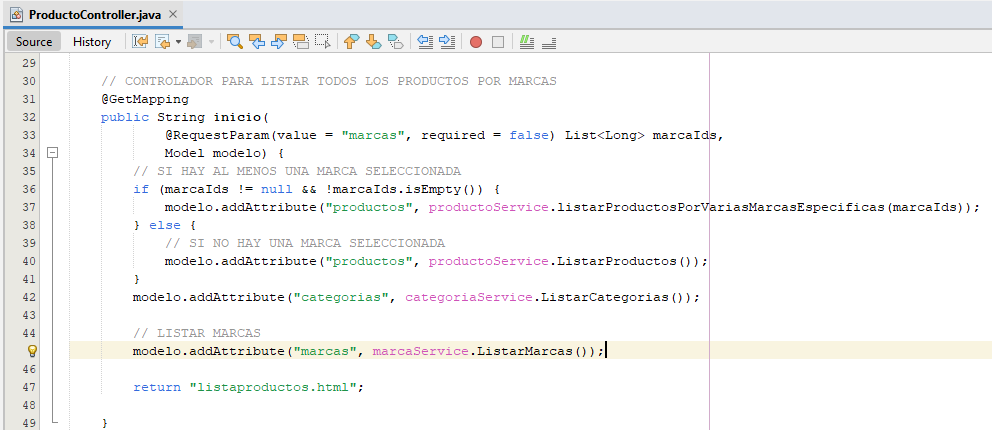 ProductoController.java
Source History
29
30 // CONTROLADOR PARA LISTAR TODOS LOS PRODUCTOS POR MARCAS
31 @GetMapping
32 public String inicio(
33 @RequestParam(value = "marcas", required = false) List<Long> marcaIds,
34 Model modelo) {
35 // SI HAY AL MENOS UNA MARCA SELECCIONADA
36 if (marcaIds != null && !marcaIds.isEmpty()) {
37 modelo.addAttribute("productos", productoService.listarProductosPorVariasMarcasEspecificas(marcaIds));
38 } else {
39 // SI NO HAY UNA MARCA SELECCIONADA
40 modelo.addAttribute("productos", productoService.ListarProductos());
41 }
42 modelo.addAttribute("categorias", categoriaService.ListarCategorias());
43
44 // LISTAR MARCAS
modelo.addAttribute("marcas", marcaService.ListarMarcas());
46
47 return "listaproductos.html";
48
49 }